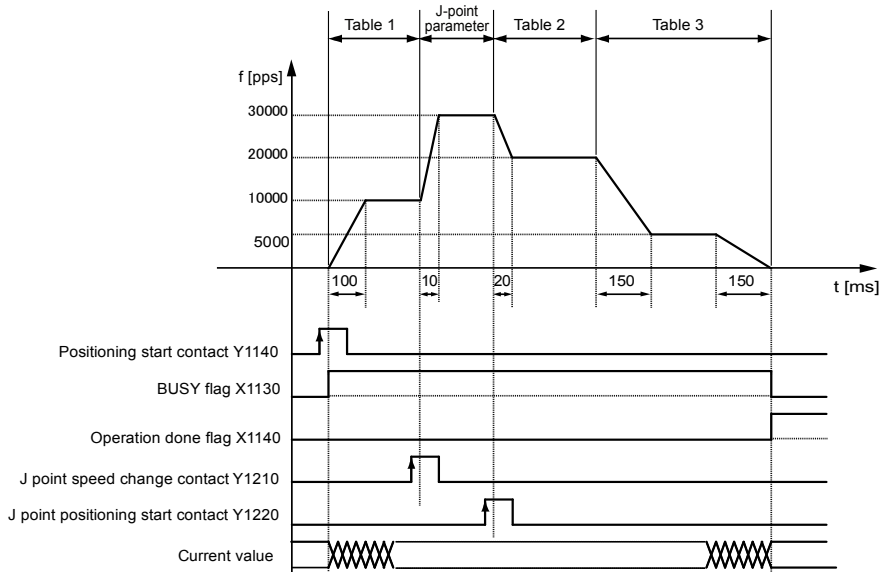 Table 1
J-point
parameter
Table 2
Table 3
f [pps]
30000
20000
10000
5000
100
10
20
150
150
t [ms]
Positioning start contact Y1140
BUSY flag X1130
Operation done flag X1140
J point speed change contact Y1210
J point positioning start contact Y1220
Current value